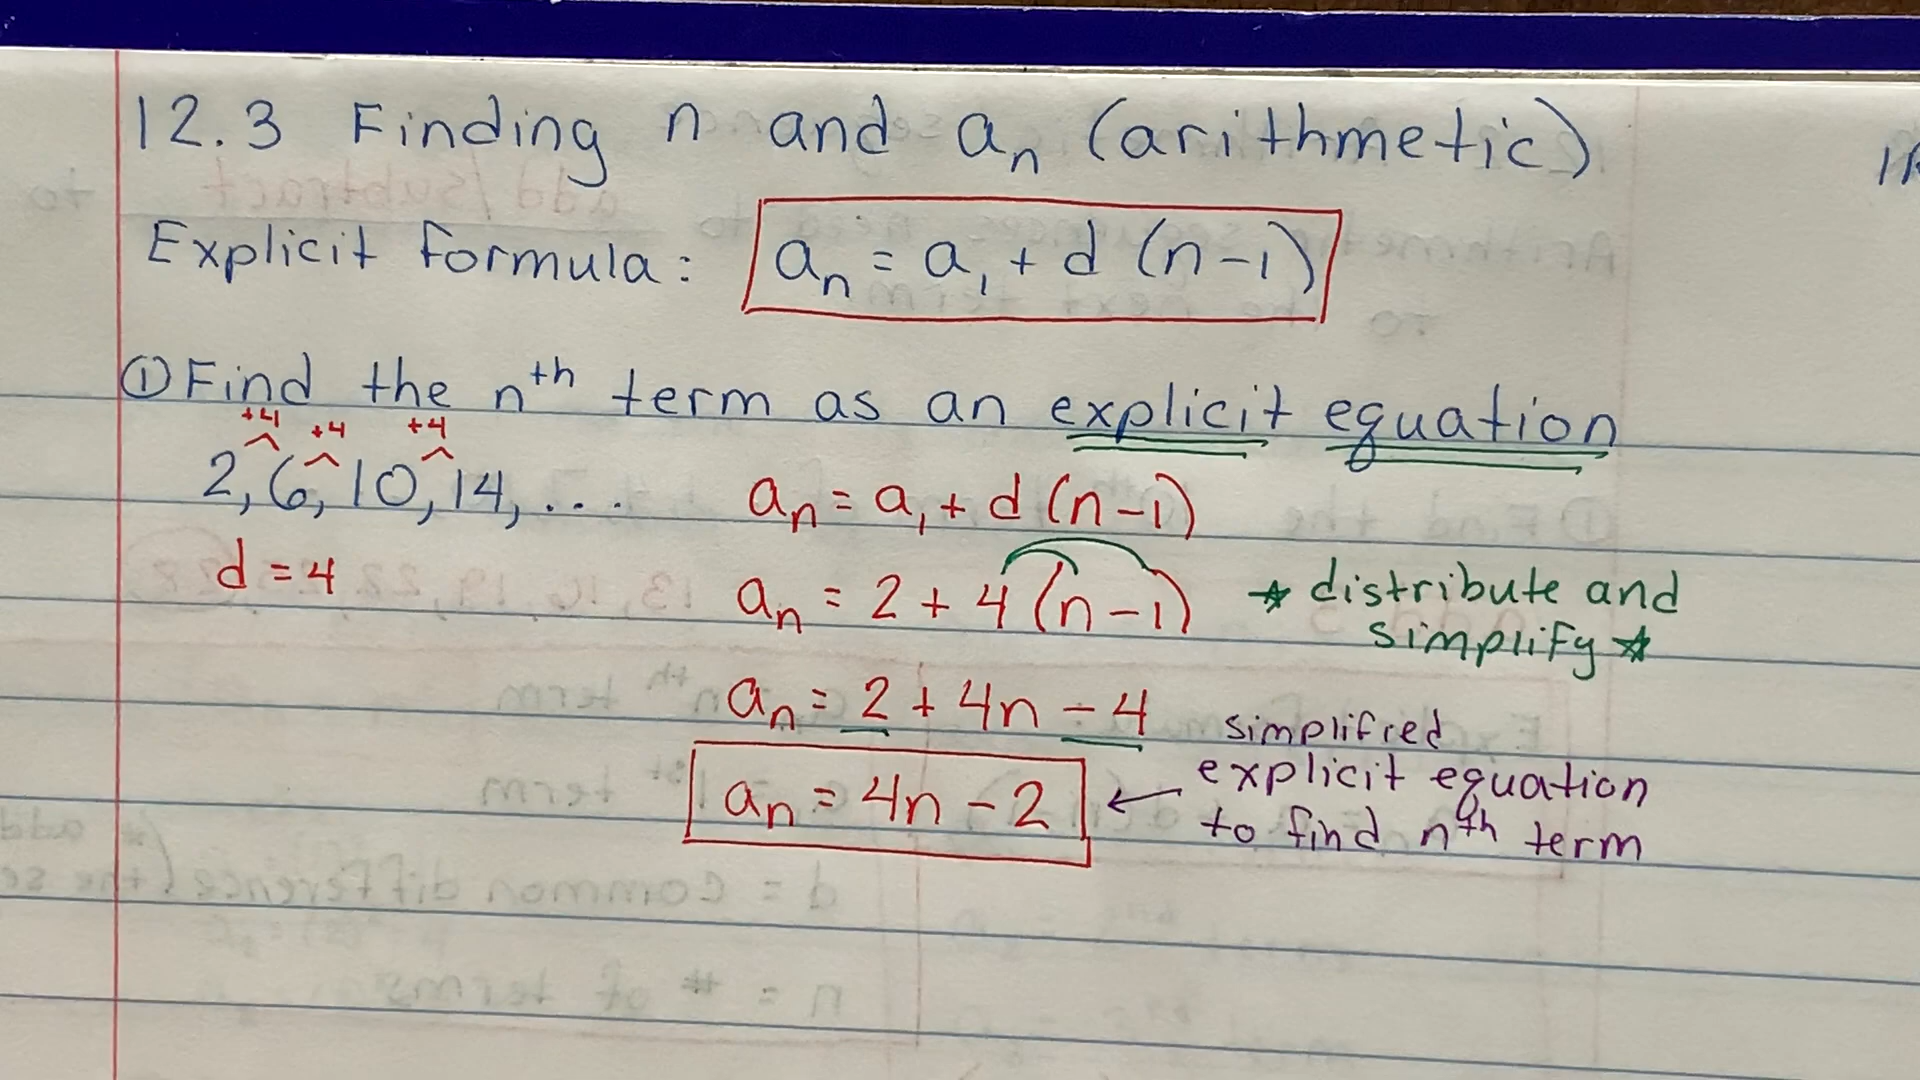 12.3 Finding n and aₙ (arithmetic)
Explicit formula: aₙ = a₁ + d (n-1)
① Find the nᵗʰ term as an explicit equation
+4 +4 +4
2, 6, 10, 14, ...
d = 4
aₙ = a₁ + d (n-1)
aₙ = 2 + 4 (n-1)
* distribute and
simplify *
aₙ = 2 + 4n - 4
aₙ = 4n - 2
← simplified
explicit equation
to find nᵗʰ term